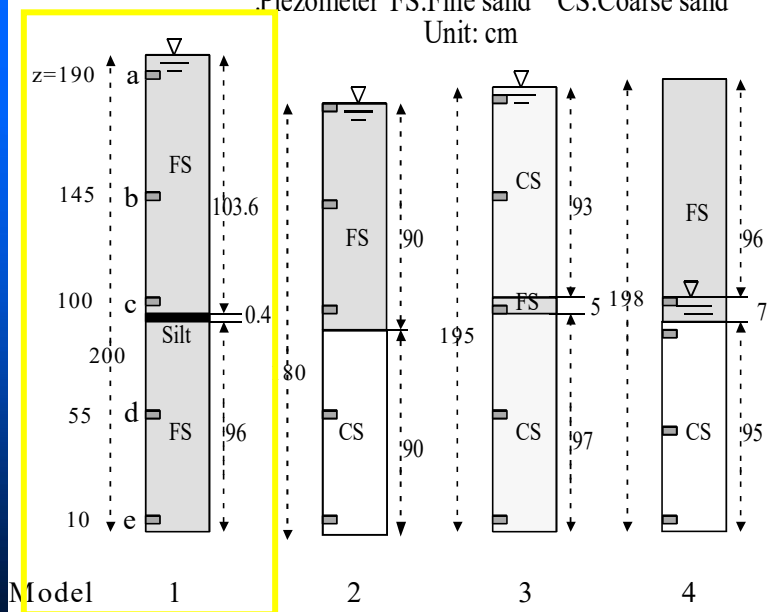 :Piezometer FS:Fine sand CS:Coarse sand
Unit: cm
z=190 a
FS
CS
145 b
103.6
93
FS
FS
90
96
100 c
FS
198
0.4
5
7
Silt
195
200
80
55 d
FS
96
CS
90
CS
97
CS
95
10 e
Model 1 2 3 4